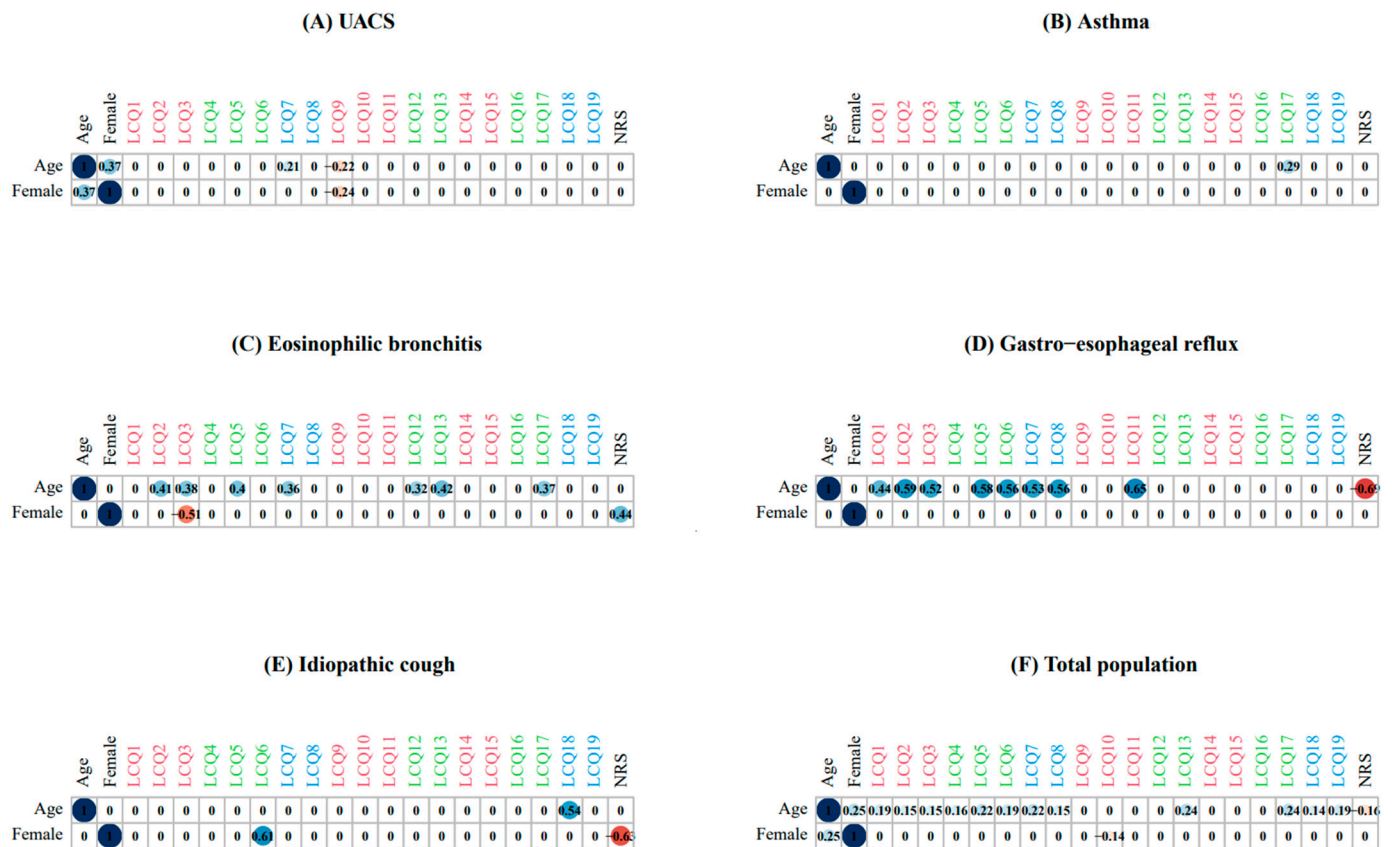 (A) UACS
Age Female LCQ1 LCQ2 LCQ3 LCQ4 LCQ5 LCQ6 LCQ7 LCQ8 LCQ9 LCQ10 LCQ11 LCQ12 LCQ13 LCQ14 LCQ15 LCQ16 LCQ17 LCQ18 LCQ19 NRS
Age 1 0.37 0 0 0 0 0 0 0.21 0 −0.22 0 0 0 0 0 0 0 0 0 0 0
Female 0.37 1 0 0 0 0 0 0 0 0 −0.24 0 0 0 0 0 0 0 0 0 0 0
(B) Asthma
Age Female LCQ1 LCQ2 LCQ3 LCQ4 LCQ5 LCQ6 LCQ7 LCQ8 LCQ9 LCQ10 LCQ11 LCQ12 LCQ13 LCQ14 LCQ15 LCQ16 LCQ17 LCQ18 LCQ19 NRS
Age 1 0 0 0 0 0 0 0 0 0 0 0 0 0 0 0 0 0 0.29 0 0 0
Female 0 1 0 0 0 0 0 0 0 0 0 0 0 0 0 0 0 0 0 0 0 0
(C) Eosinophilic bronchitis
Age Female LCQ1 LCQ2 LCQ3 LCQ4 LCQ5 LCQ6 LCQ7 LCQ8 LCQ9 LCQ10 LCQ11 LCQ12 LCQ13 LCQ14 LCQ15 LCQ16 LCQ17 LCQ18 LCQ19 NRS
Age 1 0 0 0.41 0.38 0 0.4 0 0.36 0 0 0 0 0.32 0.42 0 0 0 0.37 0 0 0
Female 0 1 0 0 −0.51 0 0 0 0 0 0 0 0 0 0 0 0 0 0 0 0 0.44
(D) Gastro−esophageal reflux
Age Female LCQ1 LCQ2 LCQ3 LCQ4 LCQ5 LCQ6 LCQ7 LCQ8 LCQ9 LCQ10 LCQ11 LCQ12 LCQ13 LCQ14 LCQ15 LCQ16 LCQ17 LCQ18 LCQ19 NRS
Age 1 0 0.44 0.59 0.52 0 0.58 0.56 0.53 0.56 0 0 0.65 0 0 0 0 0 0 0 0 −0.69
Female 0 1 0 0 0 0 0 0 0 0 0 0 0 0 0 0 0 0 0 0 0 0
(E) Idiopathic cough
Age Female LCQ1 LCQ2 LCQ3 LCQ4 LCQ5 LCQ6 LCQ7 LCQ8 LCQ9 LCQ10 LCQ11 LCQ12 LCQ13 LCQ14 LCQ15 LCQ16 LCQ17 LCQ18 LCQ19 NRS
Age 1 0 0 0 0 0 0 0 0 0 0 0 0 0 0 0 0 0 0 0.54 0 0
Female 0 1 0 0 0 0 0 0.61 0 0 0 0 0 0 0 0 0 0 0 0 0 −0.63
(F) Total population
Age Female LCQ1 LCQ2 LCQ3 LCQ4 LCQ5 LCQ6 LCQ7 LCQ8 LCQ9 LCQ10 LCQ11 LCQ12 LCQ13 LCQ14 LCQ15 LCQ16 LCQ17 LCQ18 LCQ19 NRS
Age 1 0.25 0.19 0.15 0.15 0.16 0.22 0.19 0.22 0.15 0 0 0 0 0.24 0 0 0 0.24 0.14 0.19 −0.16
Female 0.25 1 0 0 0 0 0 0 0 0 0 −0.14 0 0 0 0 0 0 0 0 0 0